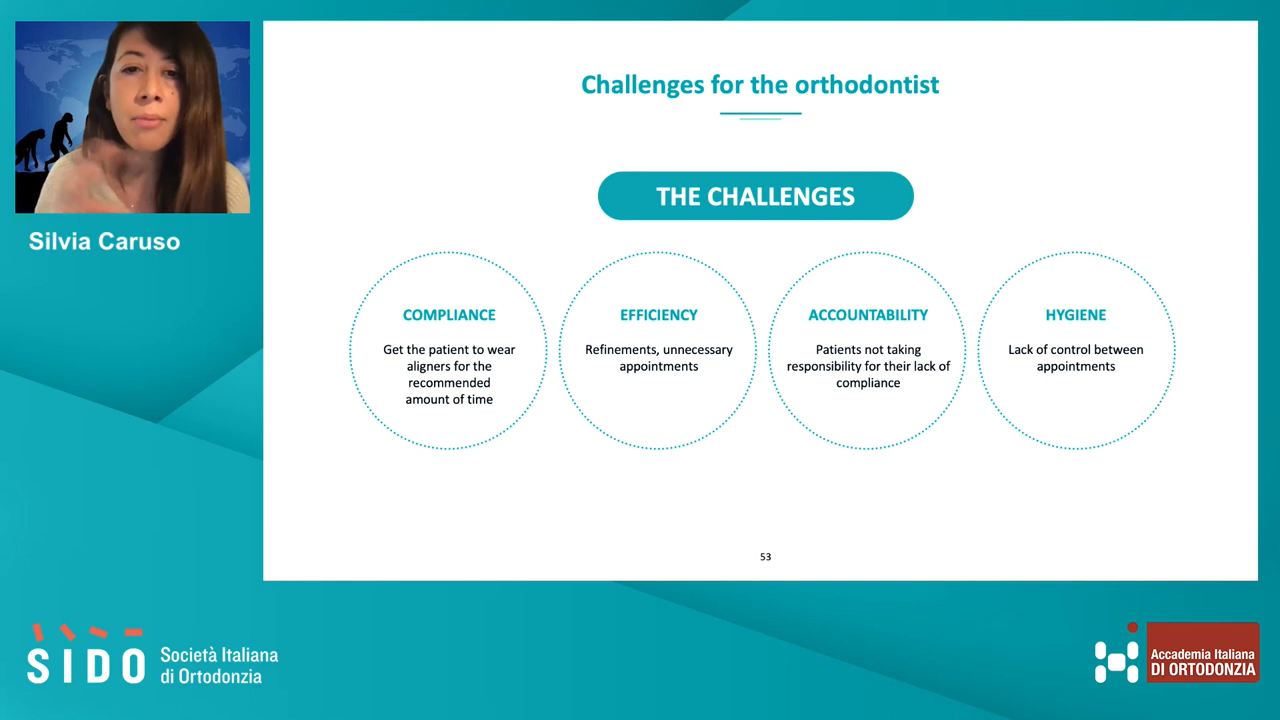 Silvia Caruso
Challenges for the orthodontist
THE CHALLENGES
COMPLIANCE
Get the patient to wear
aligners for the
recommended
amount of time
EFFICIENCY
Refinements, unnecessary
appointments
ACCOUNTABILITY
Patients not taking
responsibility for their lack of
compliance
HYGIENE
Lack of control between
appointments
53
SIDO
Società Italiana
di Ortodonzia
Accademia Italiana
DI ORTODONZIA